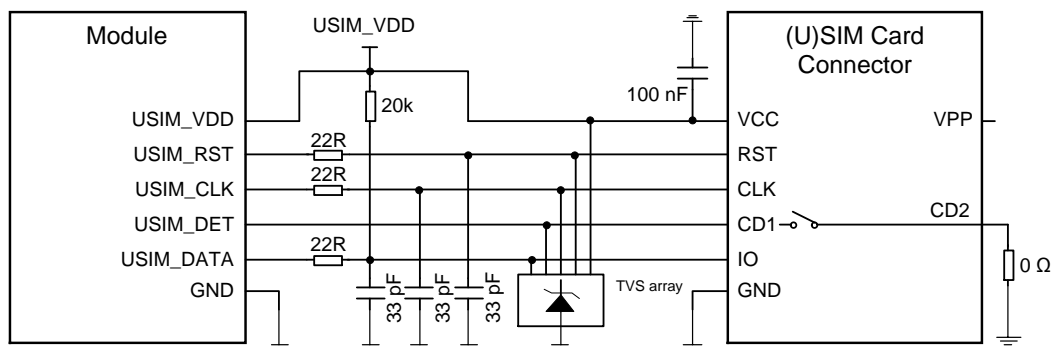 Module
USIM_VDD
(U)SIM Card
Connector
20k
100 nF
USIM_VDD
VCC
VPP
22R
USIM_RST
RST
22R
USIM_CLK
CLK
USIM_DET
CD1
CD2
22R
USIM_DATA
IO
0 Ω
GND
33 pF
33 pF
33 pF
TVS array
GND